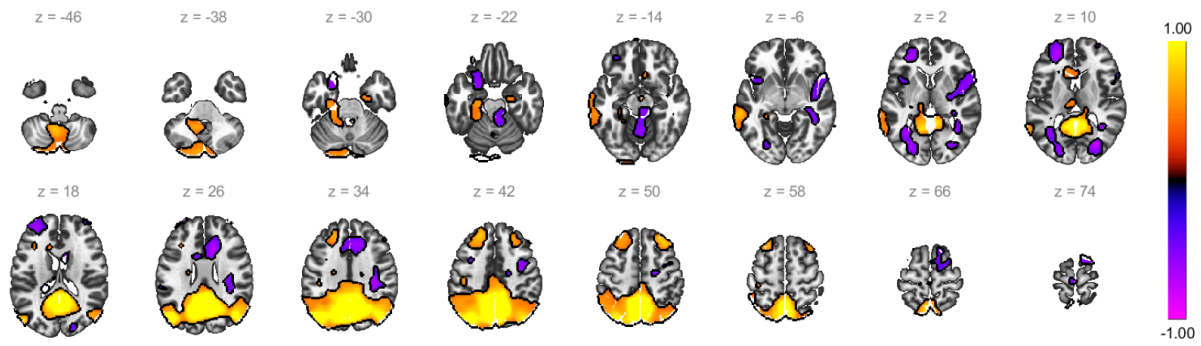 z = -46 z = -38 z = -30 z = -22 z = -14 z = -6 z = 2 z = 10
1.00
z = 18 z = 26 z = 34 z = 42 z = 50 z = 58 z = 66 z = 74
-1.00